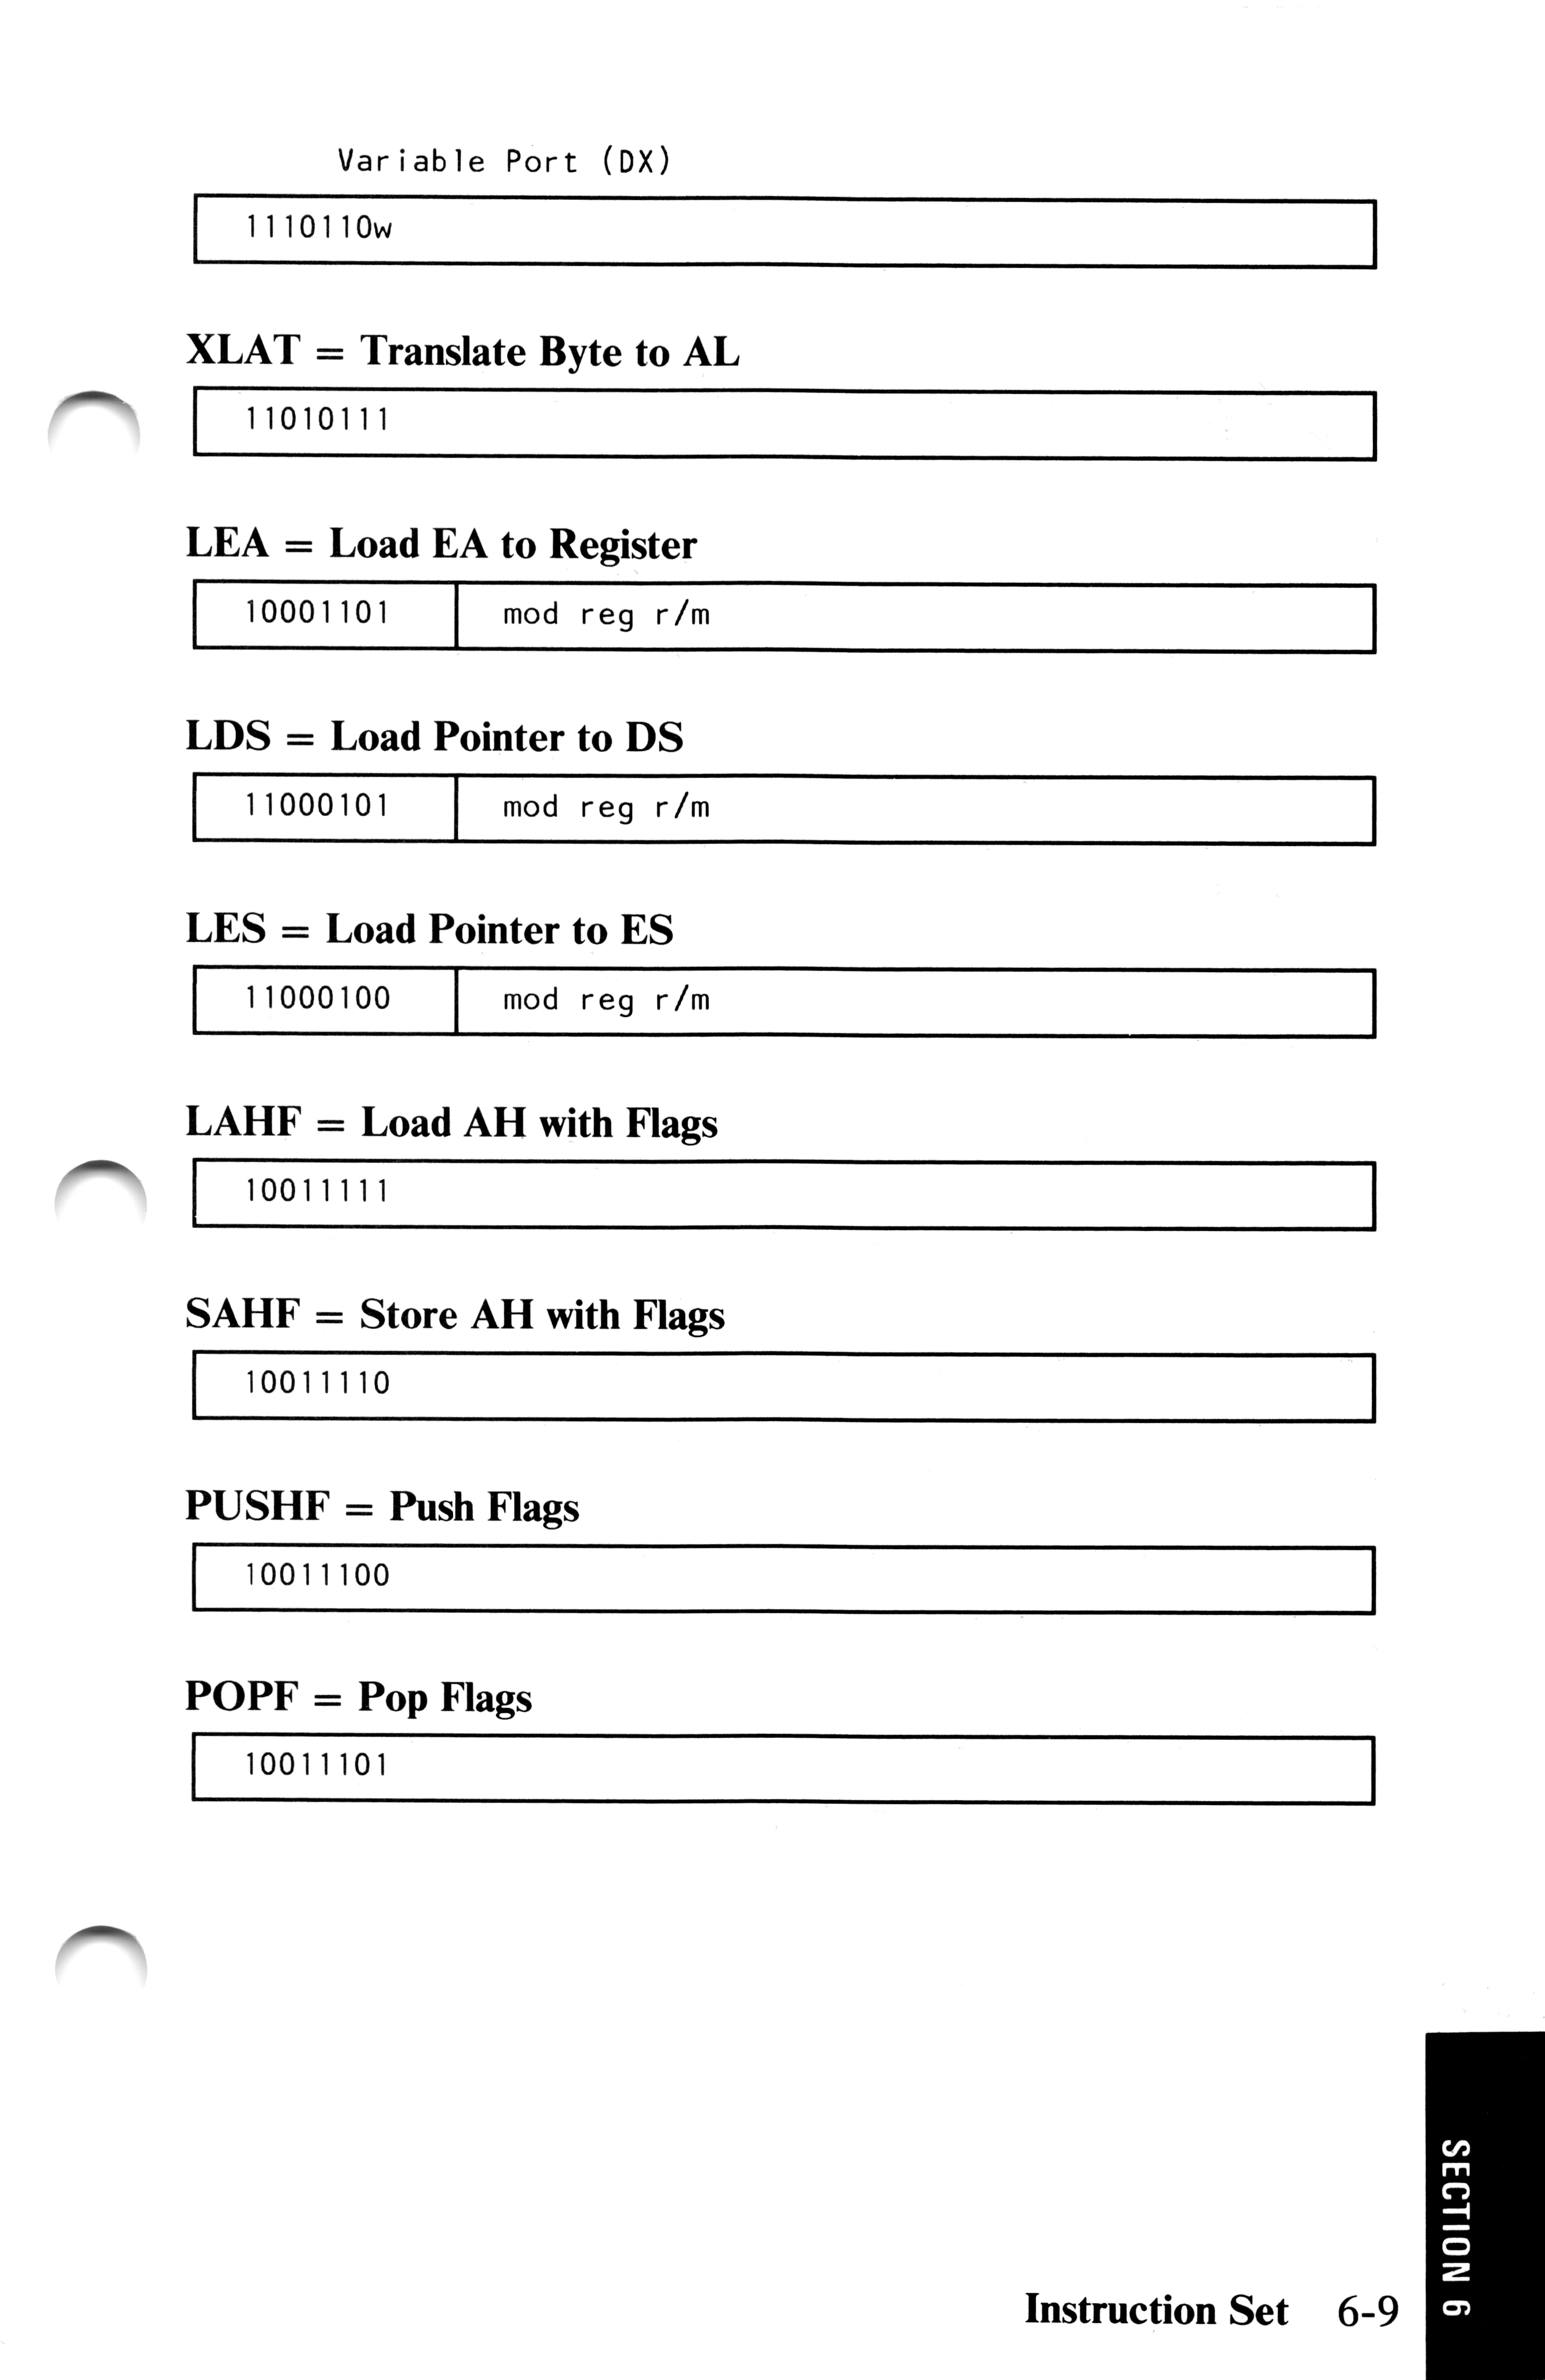 Variable Port (DX)
1110110w
XLAT = Translate Byte to AL
11010111
LEA = Load EA to Register
10001101 mod reg r/m
LDS = Load Pointer to DS
11000101 mod reg r/m
LES = Load Pointer to ES
11000100 mod reg r/m
LAHF = Load AH with Flags
10011111
SAHF = Store AH with Flags
10011110
PUSHF = Push Flags
10011100
POPF = Pop Flags
10011101
SECTION 6
Instruction Set 6-9